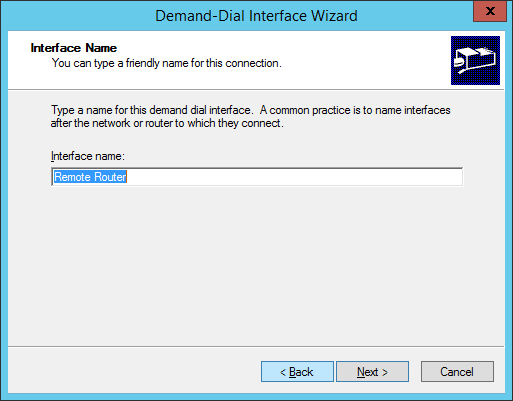 Demand-Dial Interface Wizard
X
Interface Name
You can type a friendly name for this connection.
Type a name for this demand dial interface. A common practice is to name interfaces
after the network or router to which they connect.
Interface name:
Remote Router
< Back
Next >
Cancel